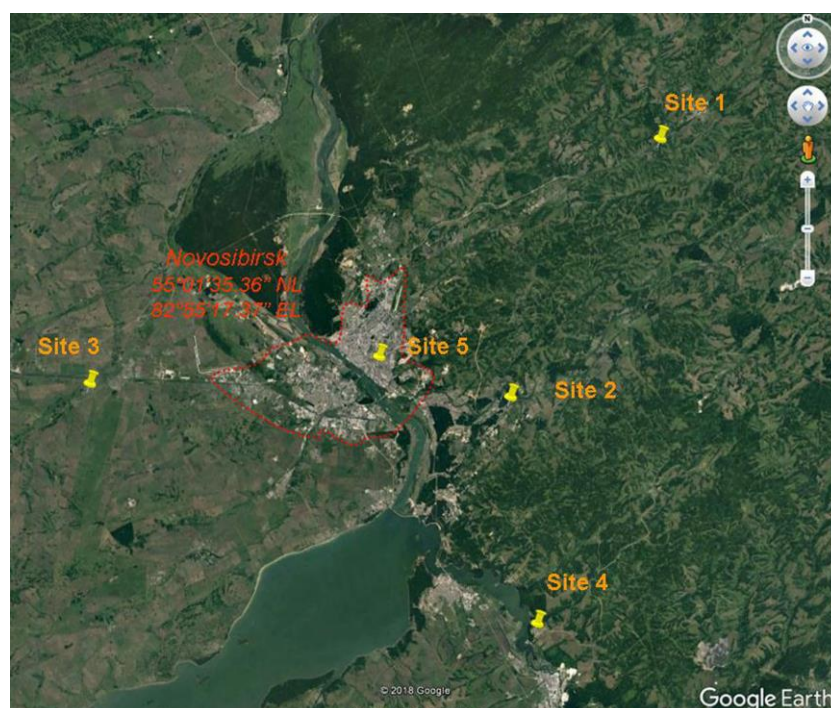 N
Site 1
Novosibirsk
55°01'35.36" NL
82°55'17.37" EL
Site 3
Site 5
Site 2
Site 4
© 2018 Google
Google Earth